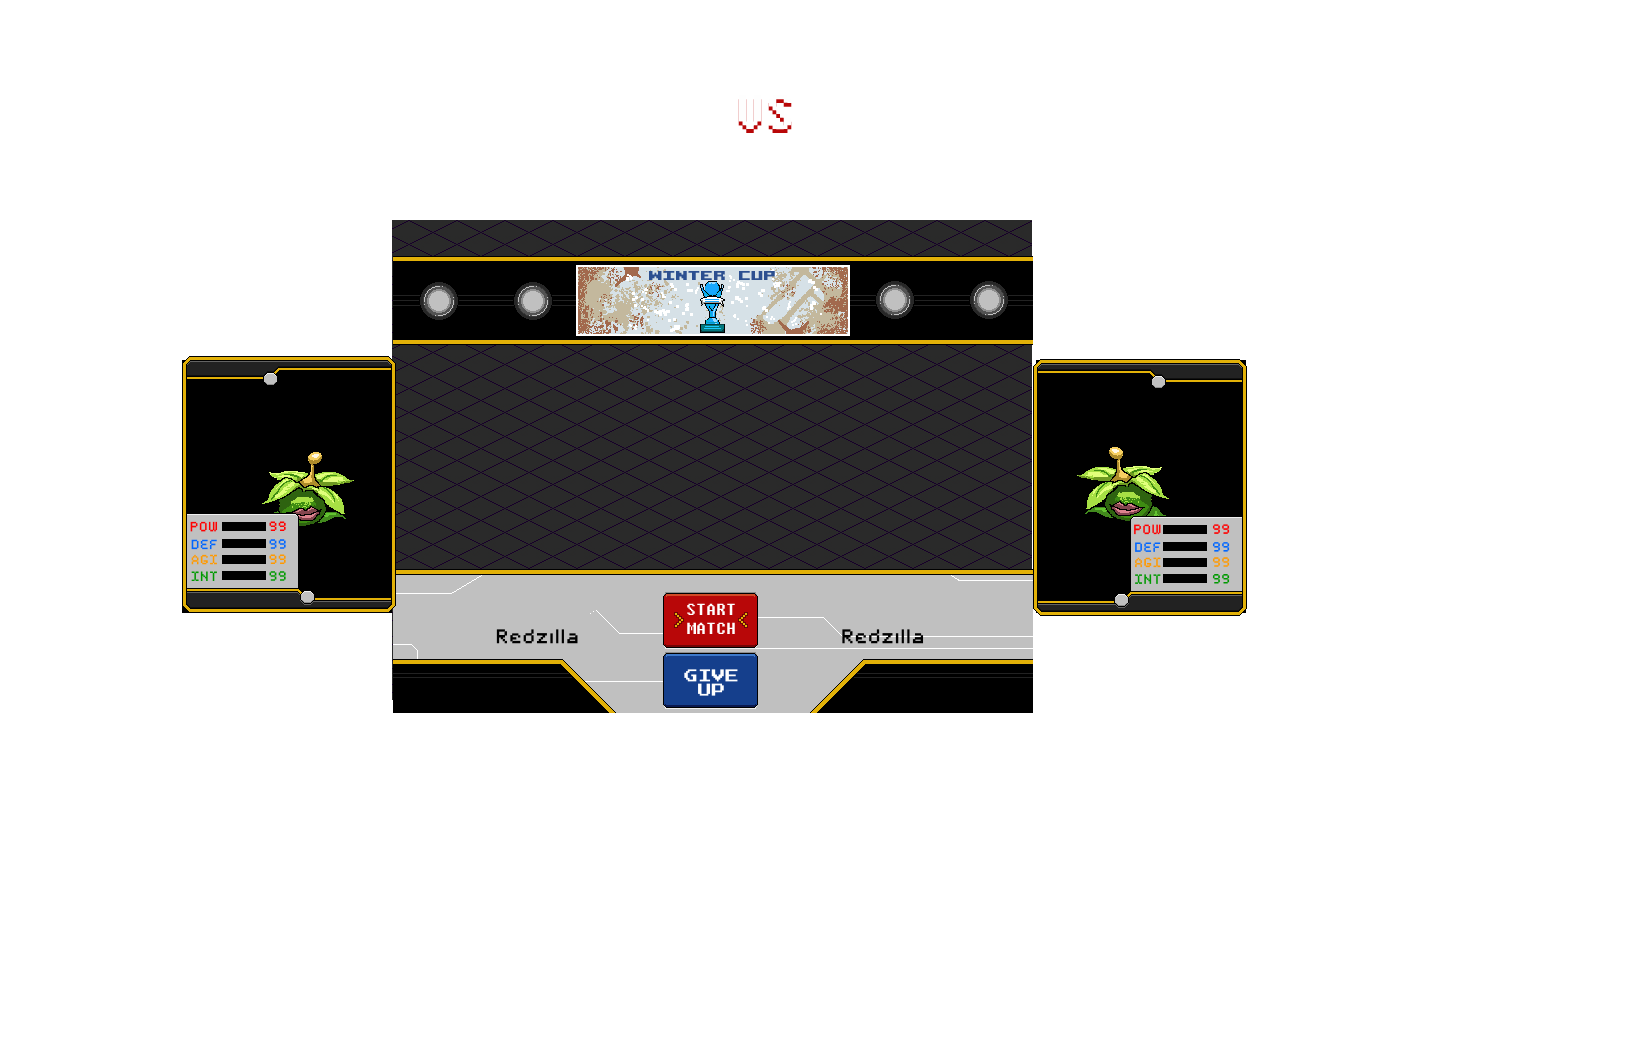 VS
WINTER CUP
POW 99
DEF 99
AGI 99
INT 99
POW 99
DEF 99
AGI 99
INT 99
START
MATCH
Redzilla
Redzilla
GIVE
UP